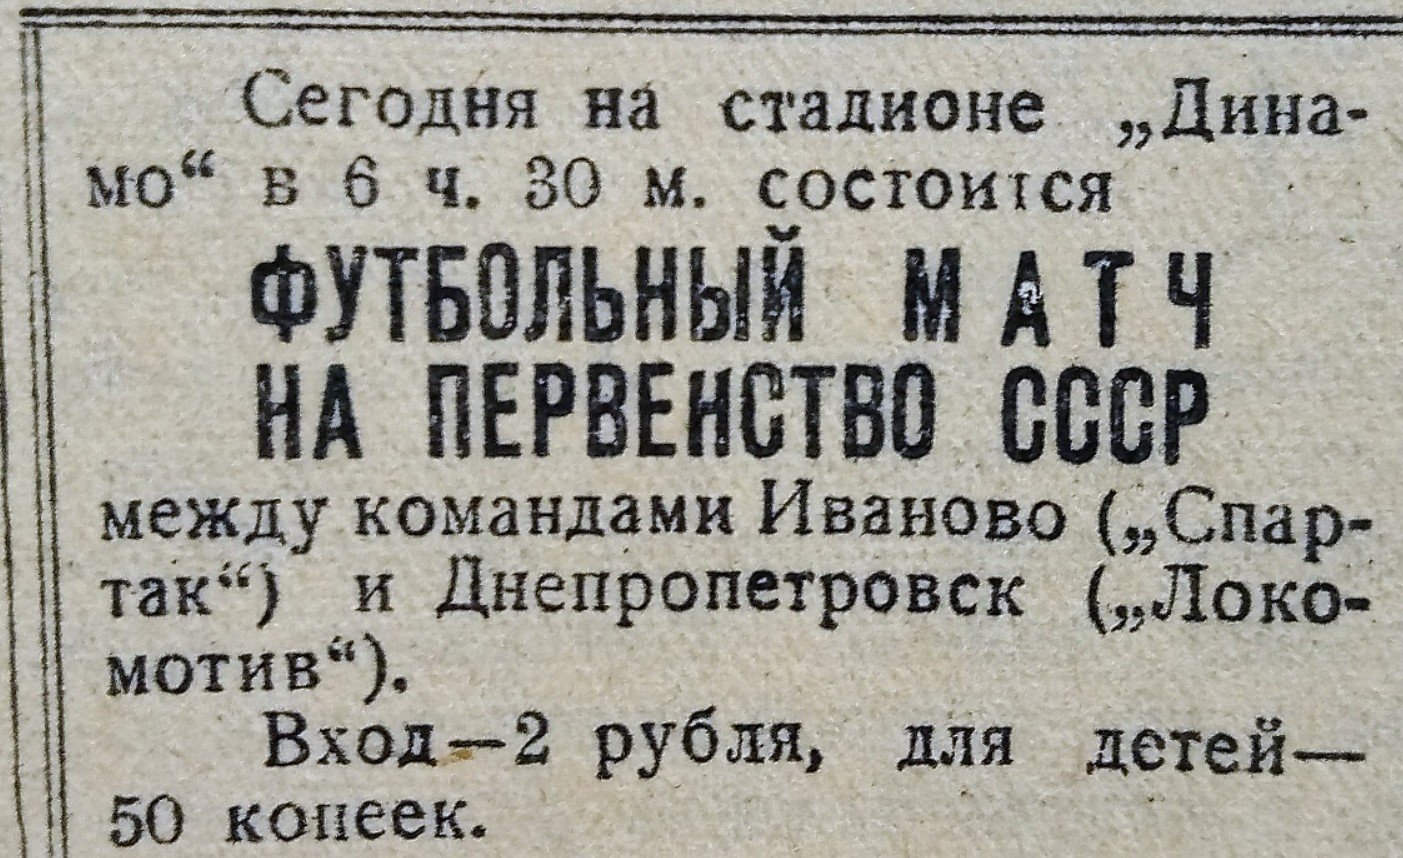 Сегодня на стадионе „Дина-
мо“ в 6 ч. 30 м. состоится
ФУТБОЛЬНЫЙ МАТЧ
НА ПЕРВЕНСТВО СССР
между командами Иваново („Спар-
так“) и Днепропетровск („Локо-
мотив“).
Вход—2 рубля, для детей—
50 копеек.